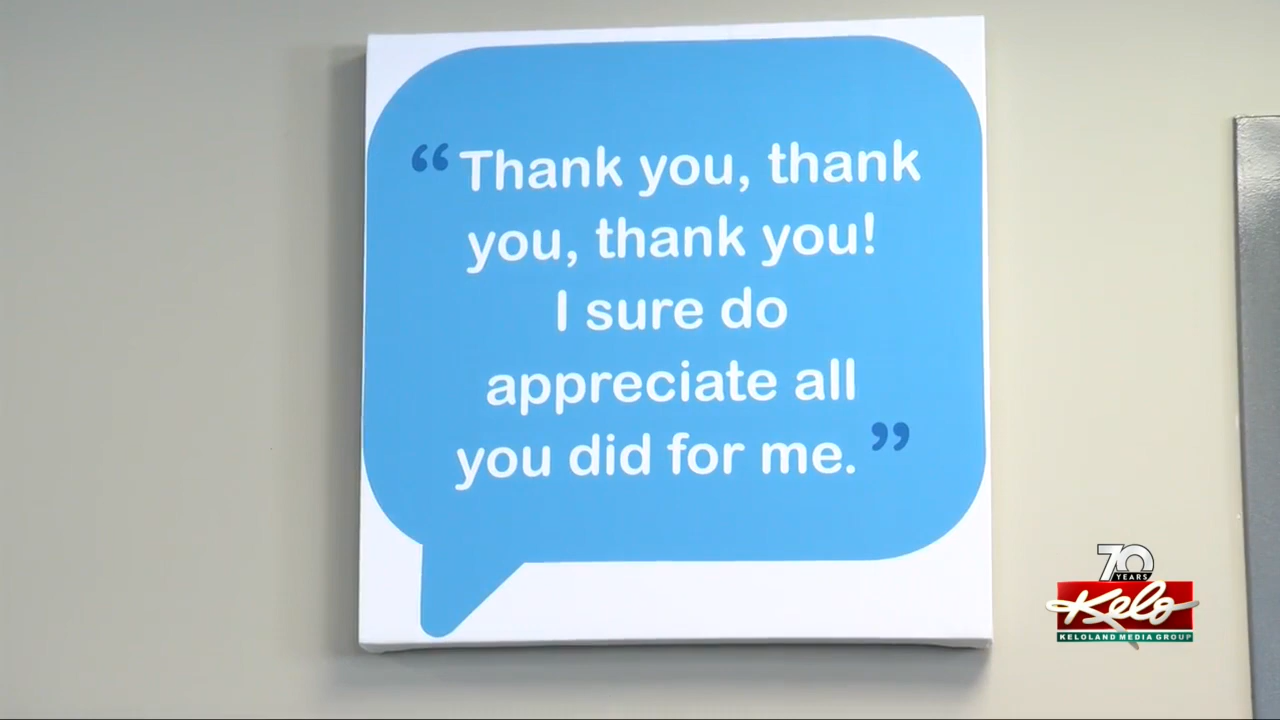 “Thank you, thank
you, thank you!
I sure do
appreciate all
you did for me.”
70
YEARS
Kelo
KELOLAND MEDIA GROUP